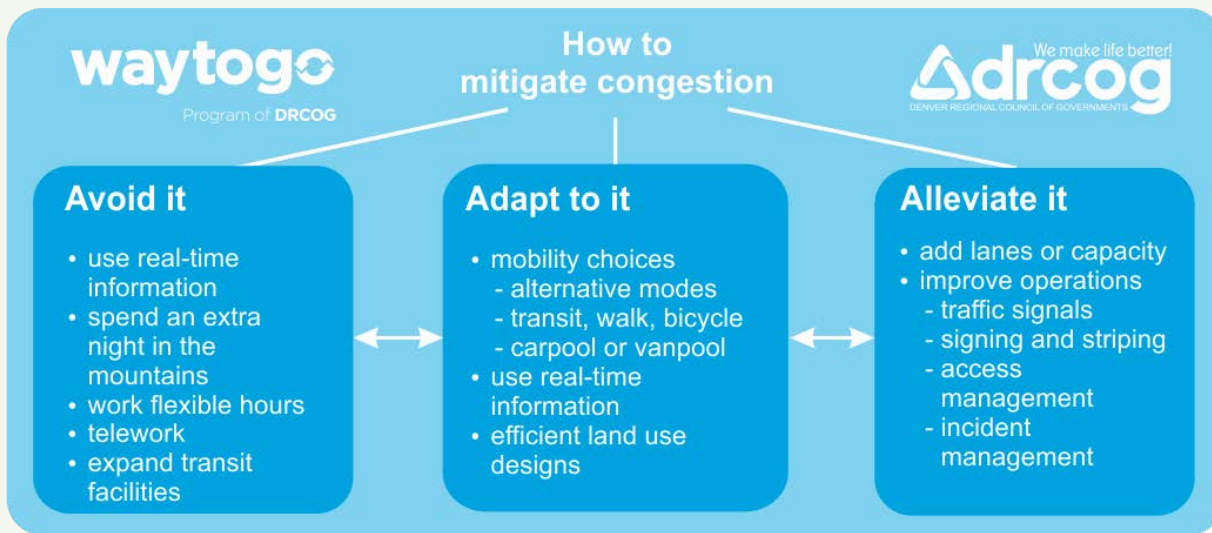 waytogo
Program of DRCOG
How to
mitigate congestion
We make life better!
drcog
DENVER REGIONAL COUNCIL OF GOVERNMENTS
Avoid it
• use real-time
information
• spend an extra
night in the
mountains
• work flexible hours
• telework
• expand transit
facilities
Adapt to it
• mobility choices
- alternative modes
- transit, walk, bicycle
- carpool or vanpool
• use real-time
information
• efficient land use
designs
Alleviate it
• add lanes or capacity
• improve operations
- traffic signals
- signing and striping
- access
management
- incident
management